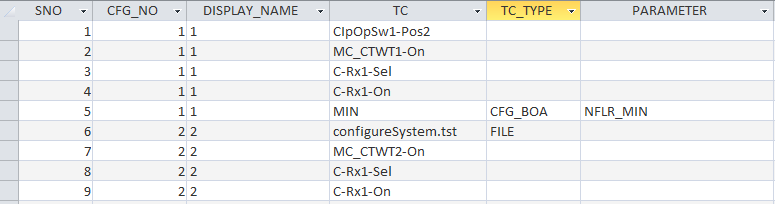 SNO CFG_NO DISPLAY_NAME TC TC_TYPE PARAMETER
1 1 1 ClpOpSw1-Pos2
2 1 1 MC_CTWT1-On
3 1 1 C-Rx1-Sel
4 1 1 C-Rx1-On
5 1 1 MIN CFG_BOA NFLR_MIN
6 2 2 configureSystem.tst FILE
7 2 2 MC_CTWT2-On
8 2 2 C-Rx1-Sel
9 2 2 C-Rx1-On